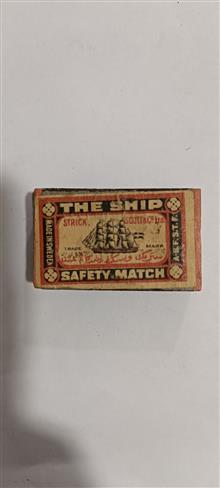 THE SHIP
STRICK, SCOTT & Co. Ltd.
TRADE MARK
SAFETY MATCH
MADE IN SWEDEN
A.B.F.S.T.F.